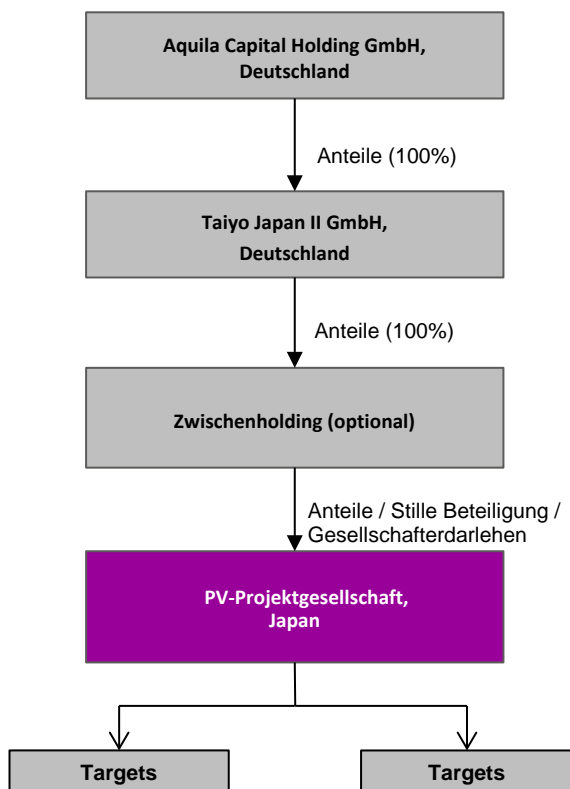 Aquila Capital Holding GmbH,
Deutschland
Anteile (100%)
Taiyo Japan II GmbH,
Deutschland
Anteile (100%)
Zwischenholding (optional)
Anteile / Stille Beteiligung /
Gesellschafterdarlehen
PV-Projektgesellschaft,
Japan
Targets
Targets